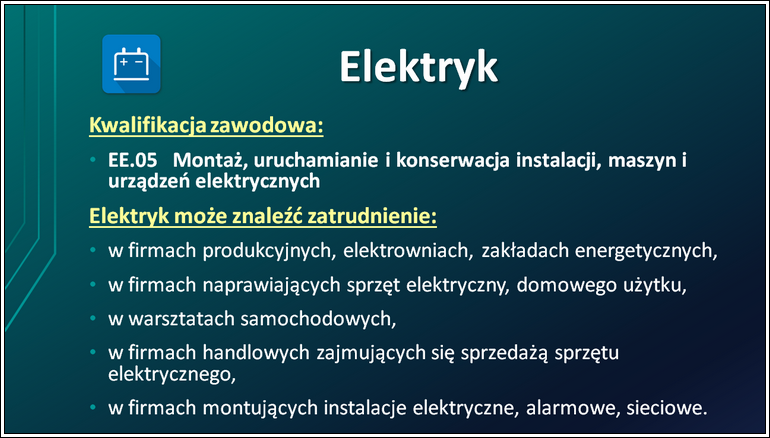 Elektryk
Kwalifikacja zawodowa:
• EE.05 Montaż, uruchamianie i konserwacja instalacji, maszyn i
urządzeń elektrycznych
Elektryk może znaleźć zatrudnienie:
• w firmach produkcyjnych, elektrowniach, zakładach energetycznych,
• w firmach naprawiających sprzęt elektryczny, domowego użytku,
• w warsztatach samochodowych,
• w firmach handlowych zajmujących się sprzedażą sprzętu
elektrycznego,
• w firmach montujących instalacje elektryczne, alarmowe, sieciowe.